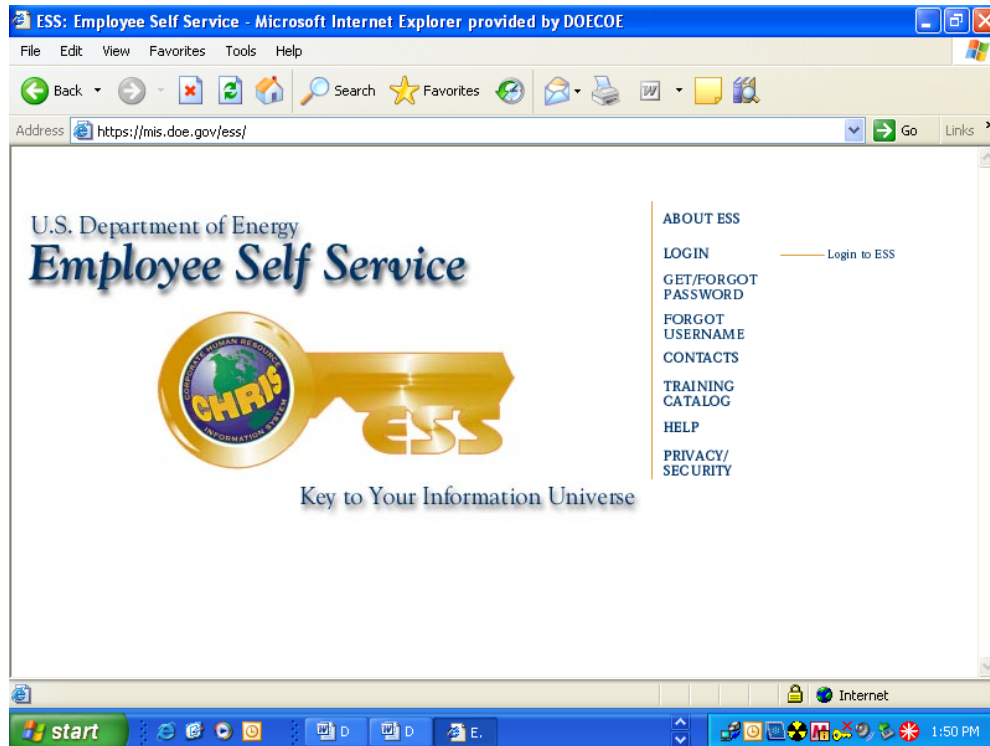 ESS: Employee Self Service - Microsoft Internet Explorer provided by DOECOE
File Edit View Favorites Tools Help
Back Search Favorites
Address https://mis.doe.gov/ess/ Go Links
U.S. Department of Energy
Employee Self Service
CORPORATE HUMAN RESOURCE
CHRIS
INFORMATION SYSTEM
ESS
Key to Your Information Universe
ABOUT ESS
LOGIN Login to ESS
GET/FORGOT
PASSWORD
FORGOT
USERNAME
CONTACTS
TRAINING
CATALOG
HELP
PRIVACY/
SECURITY
Internet
start D D E. 1:50 PM